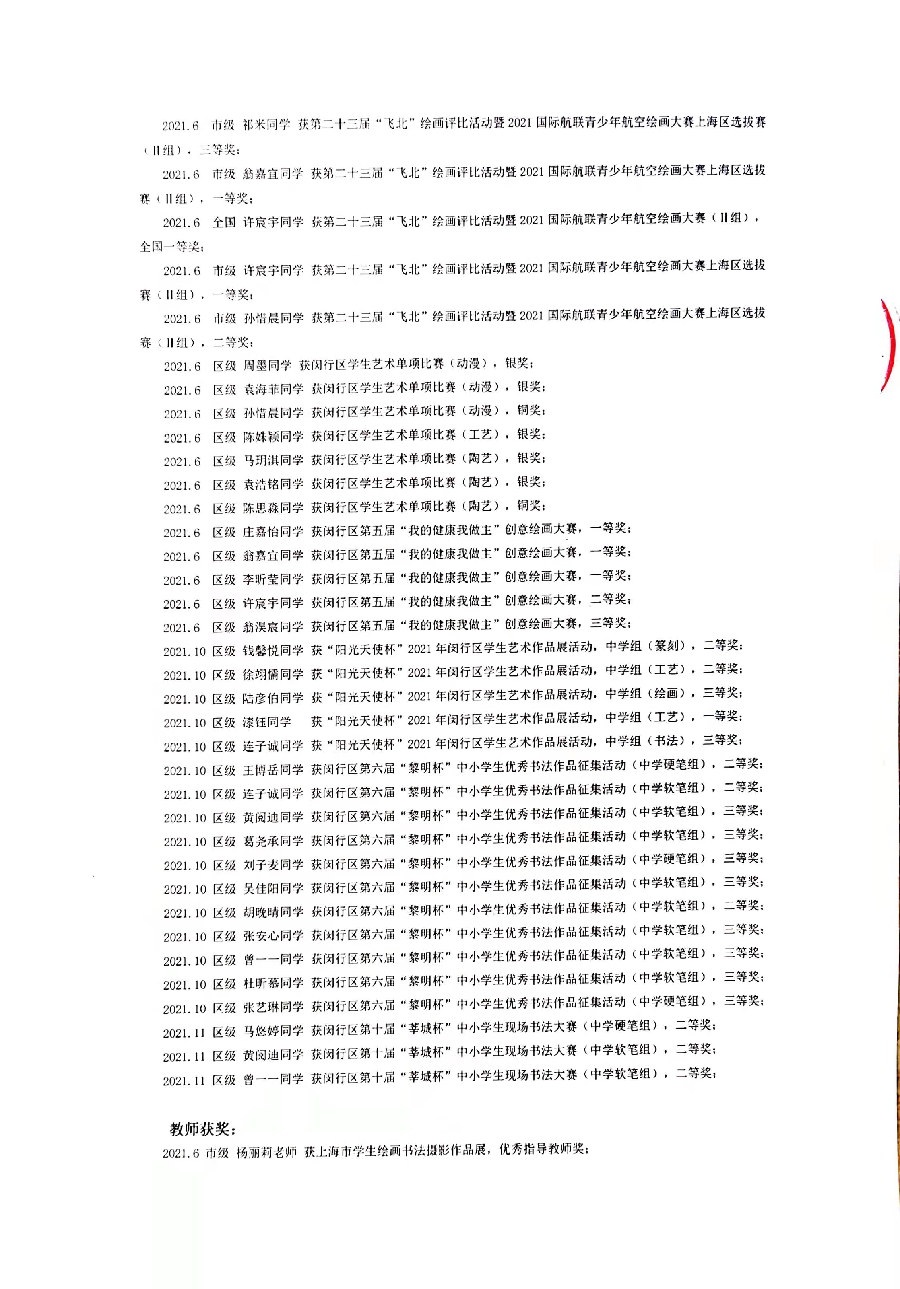 2021.6 市级 祁米同学 获第二十三届“飞北”绘画评比活动暨 2021 国际航联青少年航空绘画大赛上海区选拔赛
（Ⅱ组），三等奖；
2021.6 市级 翁嘉宜同学 获第二十三届“飞北”绘画评比活动暨 2021 国际航联青少年航空绘画大赛上海区选拔
赛（Ⅱ组），一等奖；
2021.6 全国 许宸宇同学 获第二十三届“飞北”绘画评比活动暨 2021 国际航联青少年航空绘画大赛（Ⅱ组），
全国一等奖；
2021.6 市级 许宸宇同学 获第二十三届“飞北”绘画评比活动暨 2021 国际航联青少年航空绘画大赛上海区选拔
赛（Ⅱ组），一等奖；
2021.6 市级 孙惜晨同学 获第二十三届“飞北”绘画评比活动暨 2021 国际航联青少年航空绘画大赛上海区选拔
赛（Ⅱ组），二等奖；
2021.6 区级 周墨同学 获闵行区学生艺术单项比赛（动漫），银奖；
2021.6 区级 袁海菲同学 获闵行区学生艺术单项比赛（动漫），银奖；
2021.6 区级 孙惜晨同学 获闵行区学生艺术单项比赛（动漫），铜奖；
2021.6 区级 陈姝颖同学 获闵行区学生艺术单项比赛（工艺），银奖；
2021.6 区级 马玥淇同学 获闵行区学生艺术单项比赛（陶艺），银奖；
2021.6 区级 袁浩铭同学 获闵行区学生艺术单项比赛（陶艺），银奖；
2021.6 区级 陈思淼同学 获闵行区学生艺术单项比赛（陶艺），铜奖；
2021.6 区级 庄嘉怡同学 获闵行区第五届“我的健康我做主”创意绘画大赛，一等奖；
2021.6 区级 翁嘉宜同学 获闵行区第五届“我的健康我做主”创意绘画大赛，一等奖；
2021.6 区级 李昕莹同学 获闵行区第五届“我的健康我做主”创意绘画大赛，一等奖；
2021.6 区级 许宸宇同学 获闵行区第五届“我的健康我做主”创意绘画大赛，二等奖；
2021.6 区级 翁淏宸同学 获闵行区第五届“我的健康我做主”创意绘画大赛，三等奖；
2021.10 区级 钱馨悦同学 获“阳光天使杯”2021 年闵行区学生艺术作品展活动，中学组（篆刻），二等奖；
2021.10 区级 徐翊儒同学 获“阳光天使杯”2021 年闵行区学生艺术作品展活动，中学组（工艺），二等奖；
2021.10 区级 陆彦伯同学 获“阳光天使杯”2021 年闵行区学生艺术作品展活动，中学组（绘画），三等奖；
2021.10 区级 漆钰同学 获“阳光天使杯”2021 年闵行区学生艺术作品展活动，中学组（工艺），一等奖；
2021.10 区级 连子诚同学 获“阳光天使杯”2021 年闵行区学生艺术作品展活动，中学组（书法），三等奖；
2021.10 区级 王博岳同学 获闵行区第六届“黎明杯”中小学生优秀书法作品征集活动（中学硬笔组），二等奖；
2021.10 区级 连子诚同学 获闵行区第六届“黎明杯”中小学生优秀书法作品征集活动（中学软笔组），二等奖；
2021.10 区级 黄阅迪同学 获闵行区第六届“黎明杯”中小学生优秀书法作品征集活动（中学软笔组），三等奖；
2021.10 区级 葛尧承同学 获闵行区第六届“黎明杯”中小学生优秀书法作品征集活动（中学软笔组），三等奖；
2021.10 区级 刘子麦同学 获闵行区第六届“黎明杯”中小学生优秀书法作品征集活动（中学硬笔组），三等奖；
2021.10 区级 吴佳阳同学 获闵行区第六届“黎明杯”中小学生优秀书法作品征集活动（中学软笔组），三等奖；
2021.10 区级 胡晚晴同学 获闵行区第六届“黎明杯”中小学生优秀书法作品征集活动（中学软笔组），二等奖；
2021.10 区级 张安心同学 获闵行区第六届“黎明杯”中小学生优秀书法作品征集活动（中学软笔组），三等奖；
2021.10 区级 曾一一同学 获闵行区第六届“黎明杯”中小学生优秀书法作品征集活动（中学软笔组），三等奖；
2021.10 区级 杜昕慕同学 获闵行区第六届“黎明杯”中小学生优秀书法作品征集活动（中学软笔组），三等奖；
2021.10 区级 张艺琳同学 获闵行区第六届“黎明杯”中小学生优秀书法作品征集活动（中学硬笔组），三等奖；
2021.11 区级 马悠婷同学 获闵行区第十届“莘城杯”中小学生现场书法大赛（中学硬笔组），二等奖；
2021.11 区级 黄阅迪同学 获闵行区第十届“莘城杯”中小学生现场书法大赛（中学软笔组），二等奖；
2021.11 区级 曾一一同学 获闵行区第十届“莘城杯”中小学生现场书法大赛（中学软笔组），二等奖；
教师获奖：
2021.6 市级 杨丽莉老师 获上海市学生绘画书法摄影作品展，优秀指导教师奖；